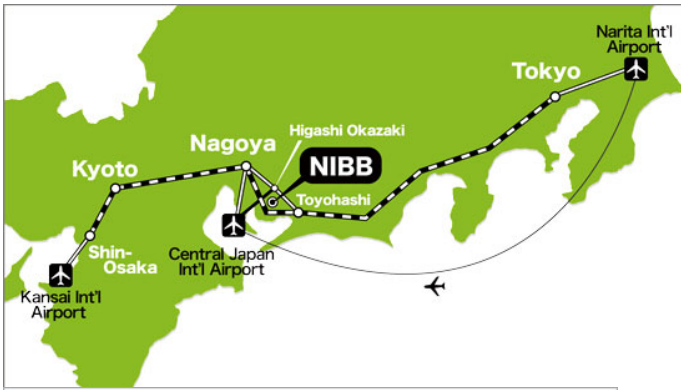 Narita Int'l
Airport
Tokyo
Higashi Okazaki
Nagoya
NIBB
Kyoto
Toyohashi
Shin-
Osaka
Central Japan
Int'l Airport
Kansai Int'l
Airport